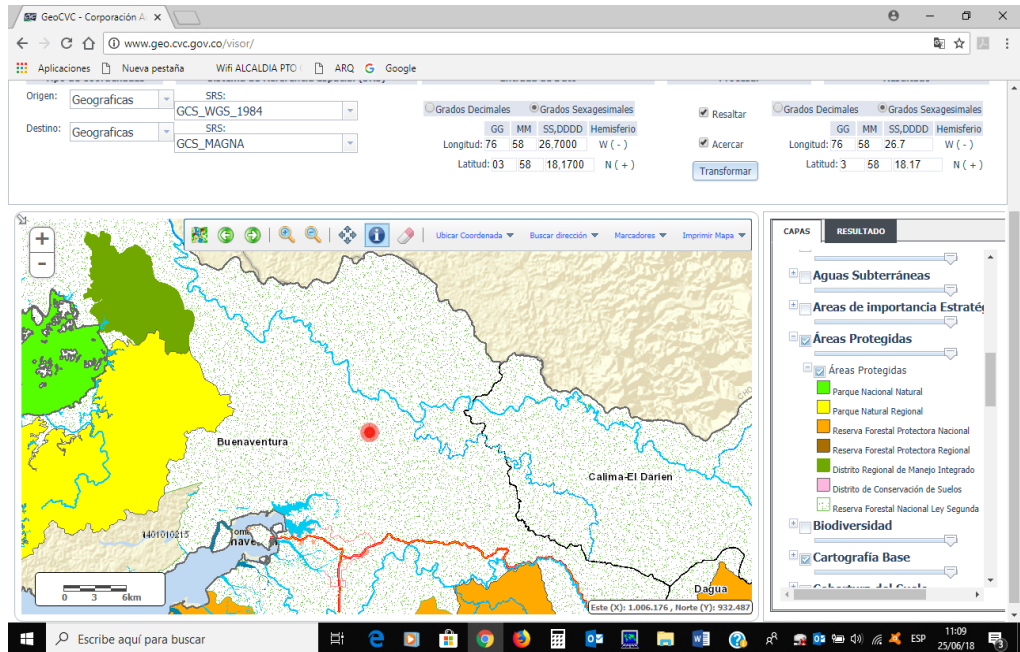 GeoCVC - Corporación A
www.geo.cvc.gov.co/visor/
Aplicaciones Nueva pestaña Wifi ALCALDIA PTO ARQ Google
Origen: Geograficas SRS: GCS_WGS_1984
Destino: Geograficas SRS: GCS_MAGNA
Grados Decimales Grados Sexagesimales
GG MM SS,DDDD Hemisferio
Longitud: 76 58 26,7000 W ( - )
Latitud: 03 58 18,1700 N ( + )
Resaltar
Acercar
Transformar
Grados Decimales Grados Sexagesimales
GG MM SS,DDDD Hemisferio
Longitud: 76 58 26.7 W ( - )
Latitud: 3 58 18.17 N ( + )
+
-
Ubicar Coordenada Buscar dirección Marcadores Imprimir Mapa
Buenaventura
Calima-El Darien
1401010215
Dagua
0 3 6km
Este (X): 1.006.176 , Norte (Y): 932.487
CAPAS RESULTADO
Aguas Subterráneas
Areas de importancia Estraté
Áreas Protegidas
Áreas Protegidas
Parque Nacional Natural
Parque Natural Regional
Reserva Forestal Protectora Nacional
Reserva Forestal Protectora Regional
Distrito Regional de Manejo Integrado
Distrito de Conservación de Suelos
Reserva Forestal Nacional Ley Segunda
Biodiversidad
Cartografía Base
Escribe aquí para buscar
ESP
11:09
25/06/18